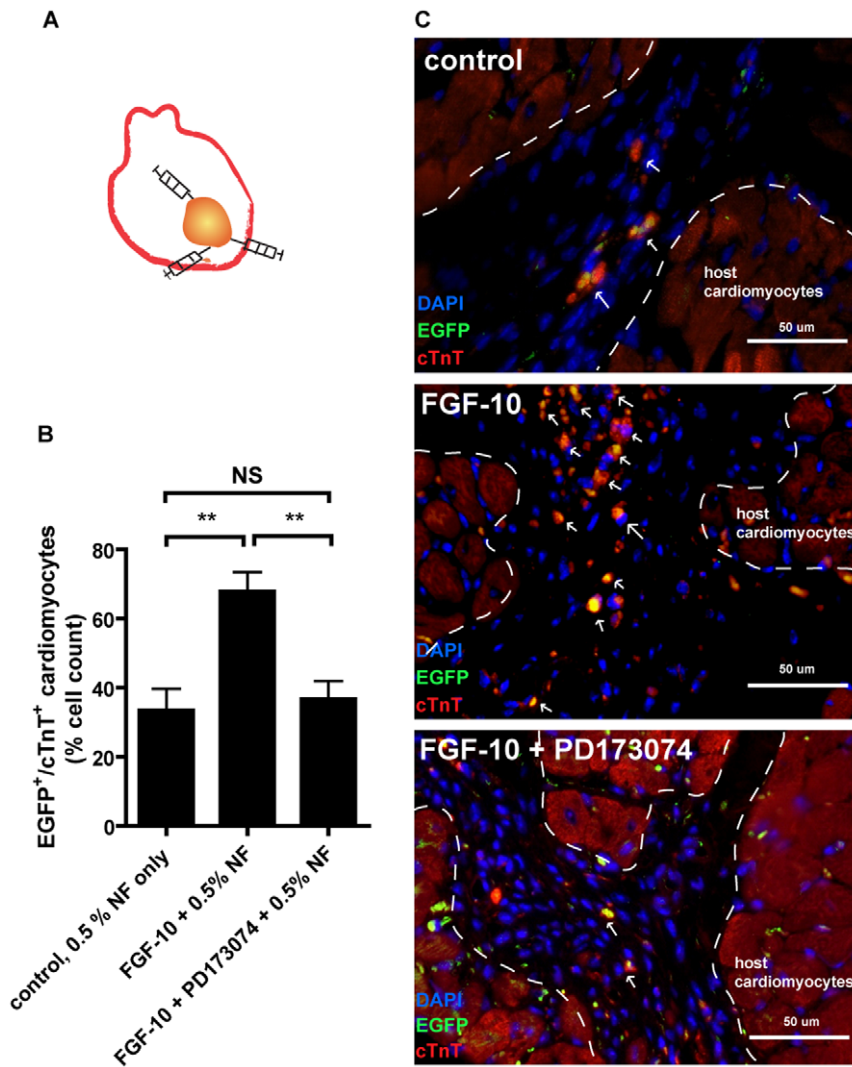 A
B
NS
**
**
EGFP+/cTnT+ cardiomyocytes
(% cell count)
80
60
40
20
0
control, 0.5 % NF only
FGF-10 + 0.5% NF
FGF-10 + PD173074 + 0.5% NF
C
control
host
cardiomyocytes
DAPI
EGFP
cTnT
50 um
FGF-10
host
cardiomyocytes
DAPI
EGFP
cTnT
50 um
FGF-10 + PD173074
host
cardiomyocytes
DAPI
EGFP
cTnT
50 um